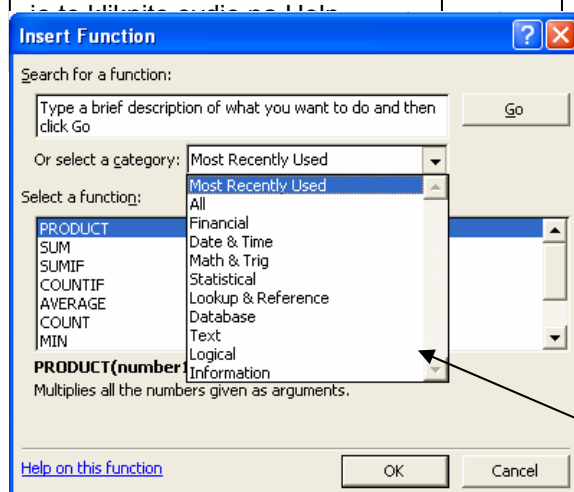 Insert Function
Search for a function:
Type a brief description of what you want to do and then
click Go
Go
Or select a category: Most Recently Used
Most Recently Used
All
Financial
Date & Time
Math & Trig
Statistical
Lookup & Reference
Database
Text
Logical
Information
Select a function:
PRODUCT
SUM
SUMIF
COUNTIF
AVERAGE
COUNT
MIN
PRODUCT(number1
Multiplies all the numbers given as arguments.
Help on this function
OK
Cancel